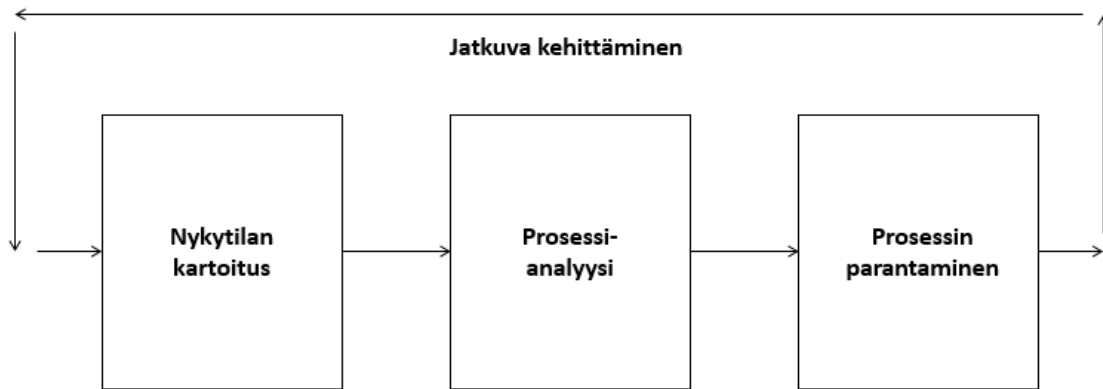 Jatkuva kehittäminen
Nykytilan
kartoitus
Prosessi-
analyysi
Prosessin
parantaminen